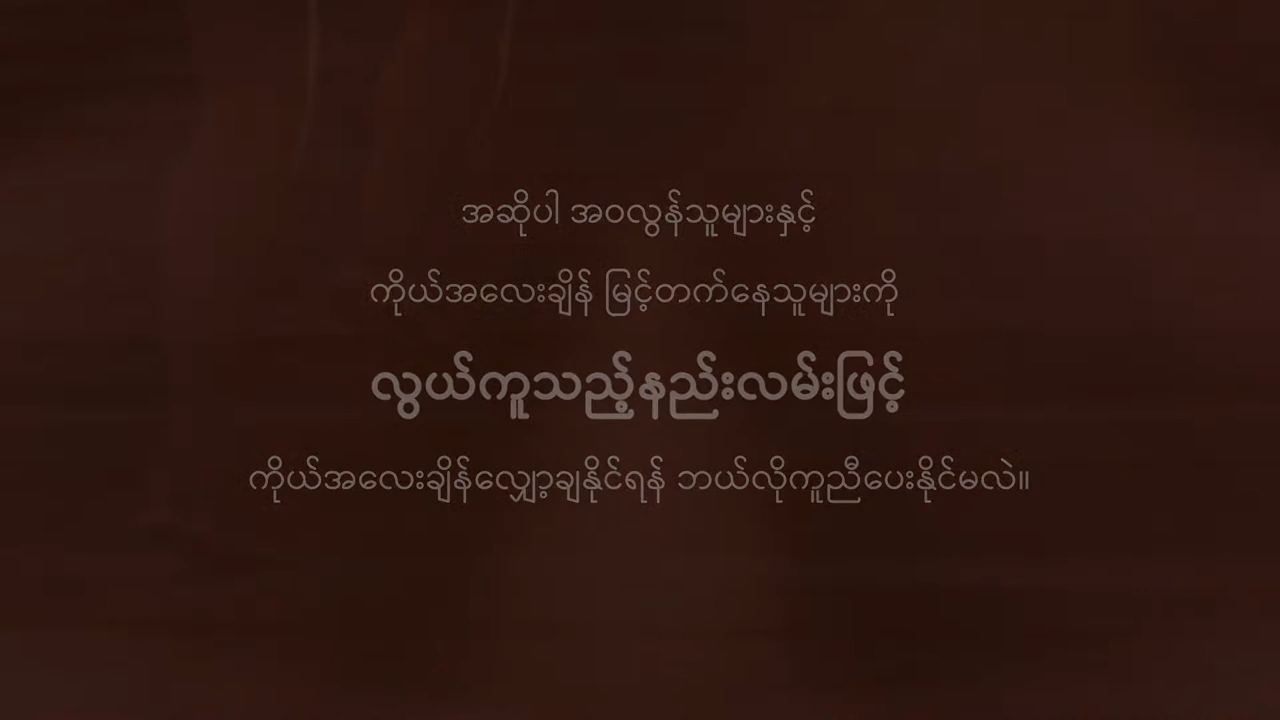 အဆိုပါ အဝလွန်သူများနှင့်
ကိုယ်အလေးချိန် မြင့်တက်နေသူများကို
လွယ်ကူသည့်နည်းလမ်းဖြင့်
ကိုယ်အလေးချိန်လျှော့ချနိုင်ရန် ဘယ်လိုကူညီပေးနိုင်မလဲ။